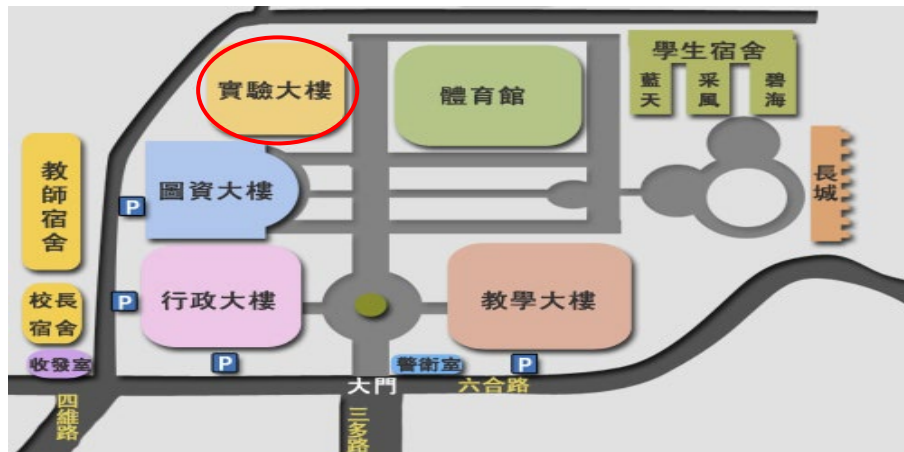 實驗大樓
體育館
學生宿舍
藍天
采風
碧海
教師宿舍
圖資大樓
長城
P
校長宿舍
P
行政大樓
教學大樓
收發室
P
警衛室
P
大門
六合路
四維路
三多路